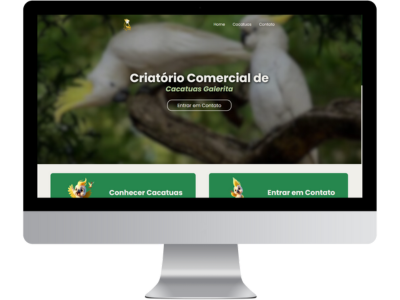 Home Cacatuas Contato
Criatório Comercial de
Cacatuas Galerita
Entrar em Contato
Conhecer Cacatuas
Entrar em Contato